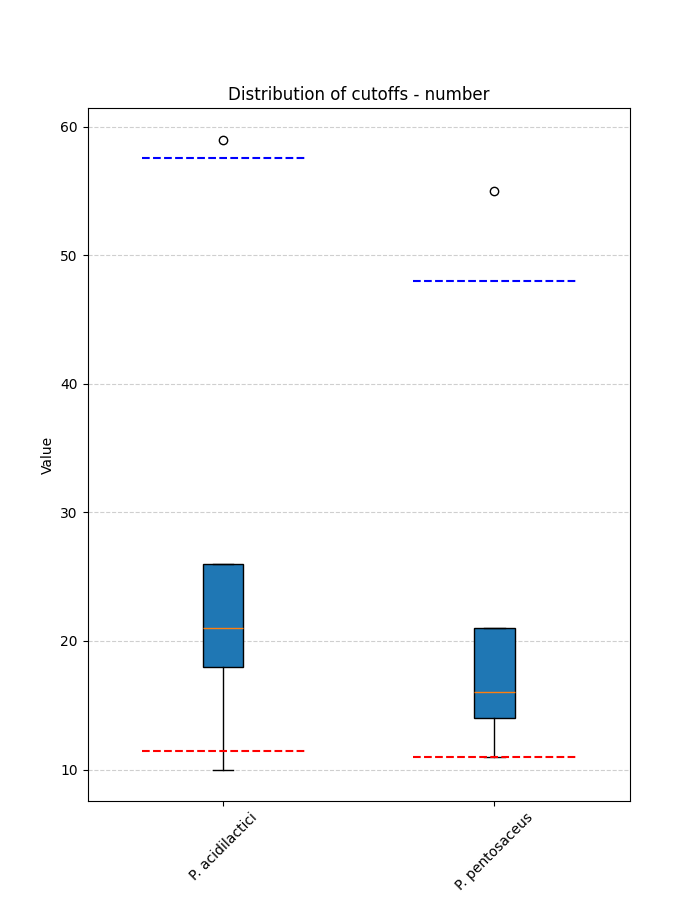 Distribution of cutoffs - number
60
50
40
30
20
10
Value
P. acidilactici
P. pentosaceus